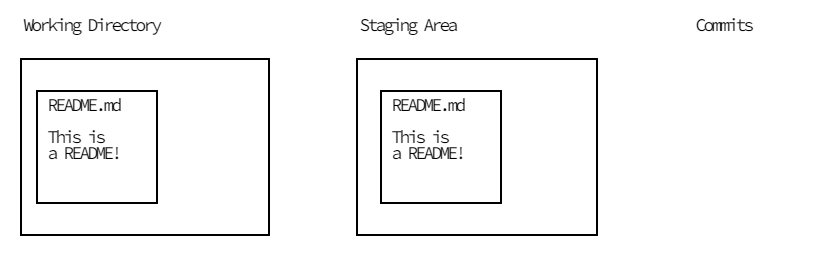 Working Directory
Staging Area
Commits
README.md
This is
a README!
README.md
This is
a README!